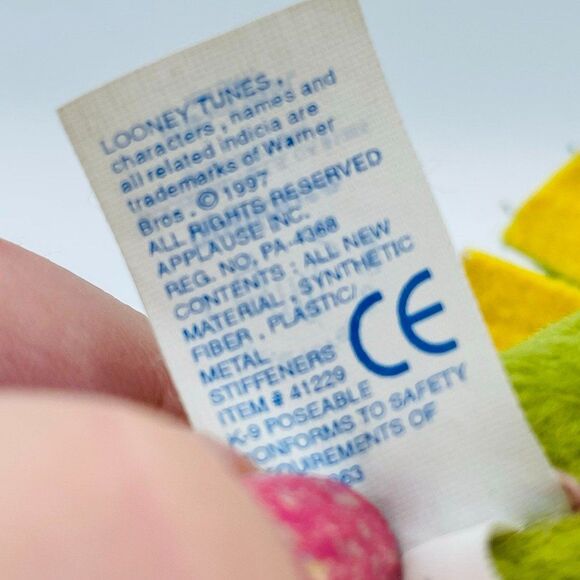 LOONEY TUNES,
characters, names and
all related indicia are
trademarks of Warner
Bros. © 1997
ALL RIGHTS RESERVED
APPLAUSE INC.
REG. NO, PA-4368
CONTENTS : ALL NEW
MATERIAL : SYNTHETIC
FIBER . PLASTIC/
METAL
STIFFENERS
ITEM # 41229
K-9 POSEABLE
CONFORMS TO SAFETY
REQUIREMENTS OF
963
CE